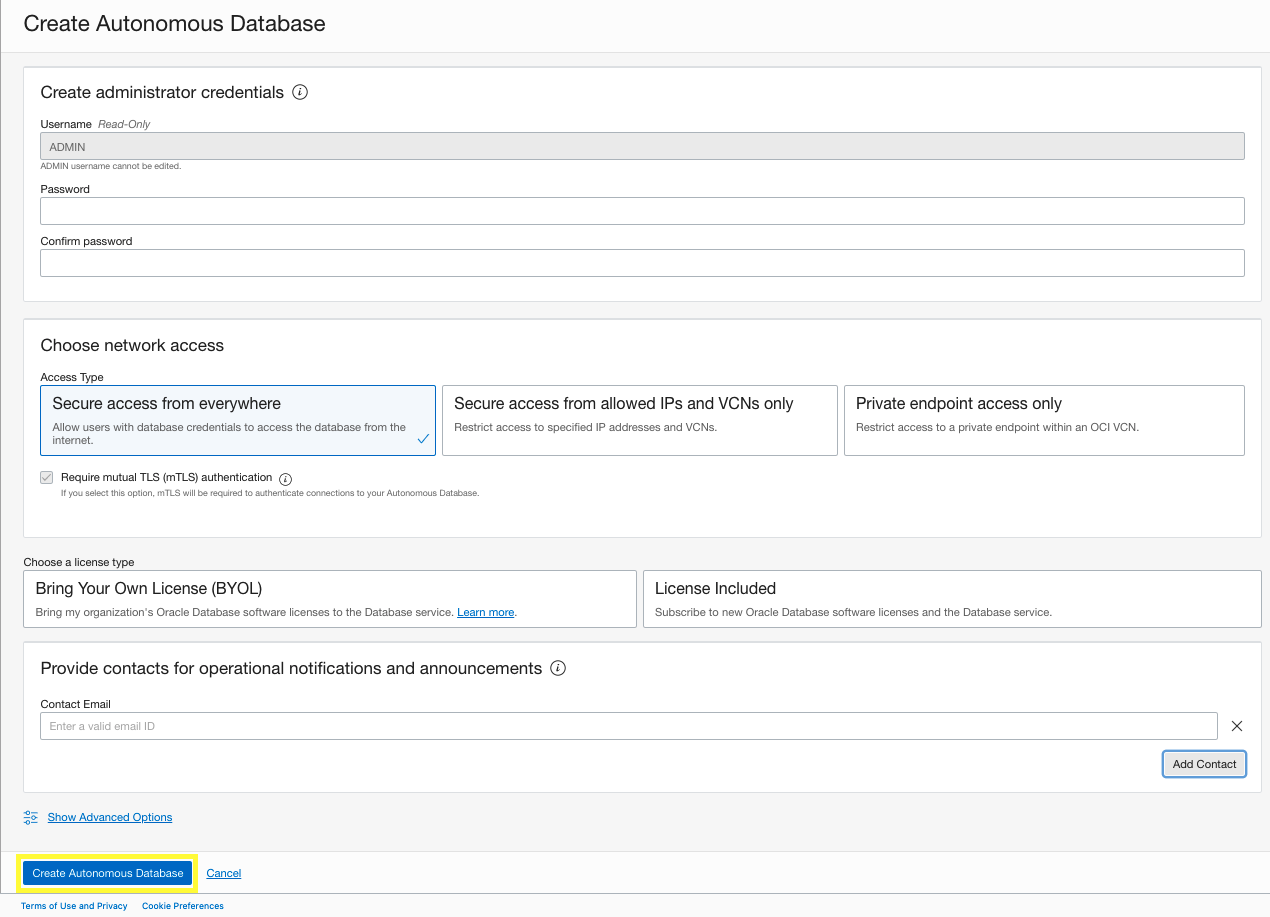 Create Autonomous Database
Create administrator credentials
Username Read-Only
ADMIN
ADMIN username cannot be edited.
Password
Confirm password
Choose network access
Access Type
Secure access from everywhere
Allow users with database credentials to access the database from the
internet.
Secure access from allowed IPs and VCNs only
Restrict access to specified IP addresses and VCNs.
Private endpoint access only
Restrict access to a private endpoint within an OCI VCN.
Require mutual TLS (mTLS) authentication
If you select this option, mTLS will be required to authenticate connections to your Autonomous Database.
Choose a license type
Bring Your Own License (BYOL)
Bring my organization's Oracle Database software licenses to the Database service. Learn more.
License Included
Subscribe to new Oracle Database software licenses and the Database service.
Provide contacts for operational notifications and announcements
Contact Email
Enter a valid email ID
Add Contact
Show Advanced Options
Create Autonomous Database Cancel
Terms of Use and Privacy Cookie Preferences